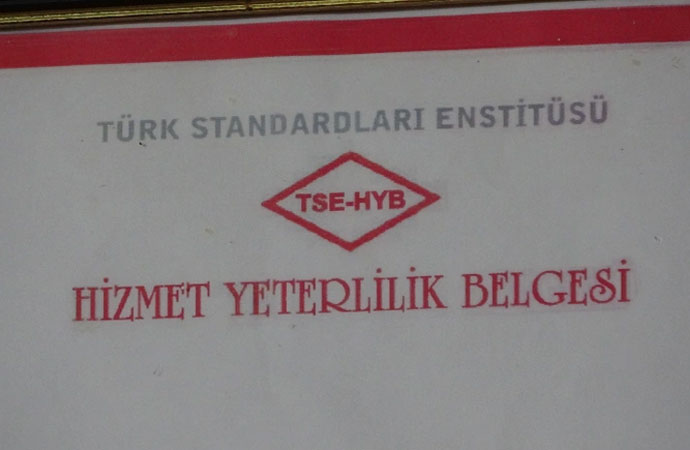 TÜRK STANDARDLARI ENSTİTÜSÜ
TSE-HYB
HİZMET YETERLİLİK BELGESİ